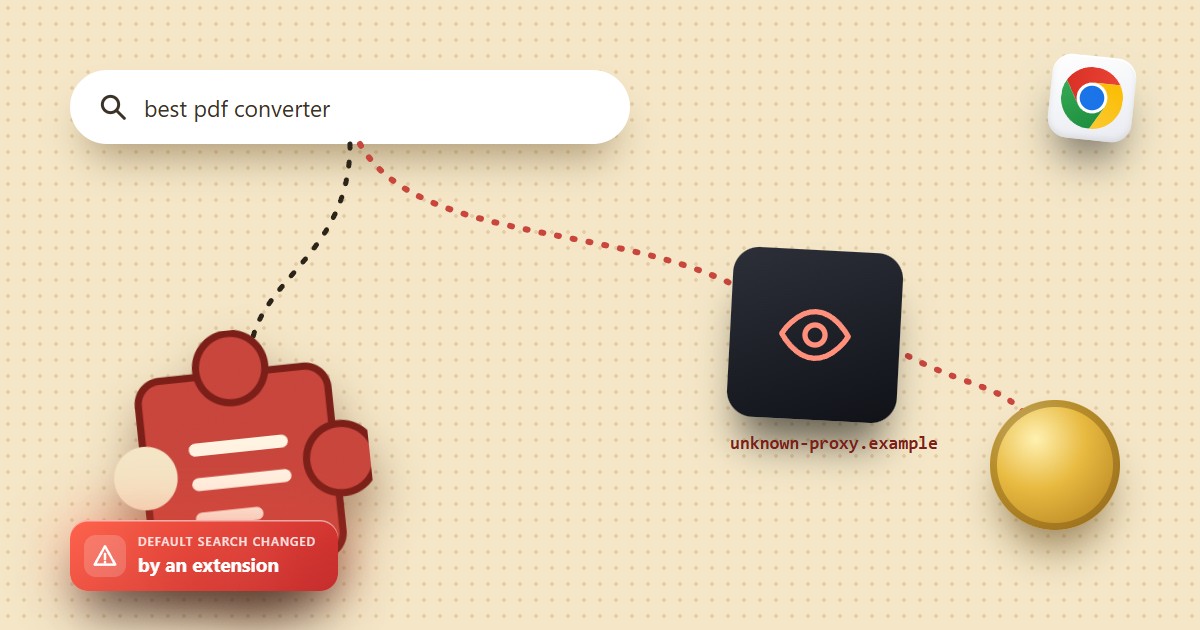 best pdf converter
unknown-proxy.example
DEFAULT SEARCH CHANGED
by an extension